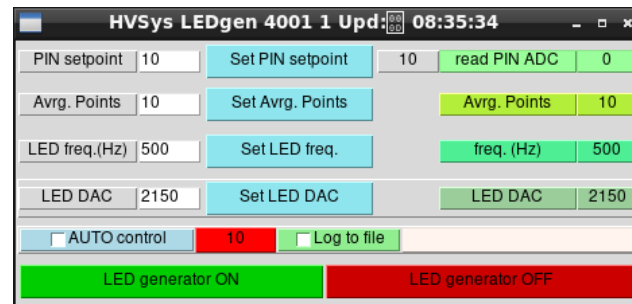 HVSys LEDgen 4001 1 Upd: 08:35:34
PIN setpoint 10 Set PIN setpoint 10 read PIN ADC 0
Avrg. Points 10 Set Avrg. Points Avrg. Points 10
LED freq.(Hz) 500 Set LED freq. freq. (Hz) 500
LED DAC 2150 Set LED DAC LED DAC 2150
AUTO control 10 Log to file
LED generator ON LED generator OFF